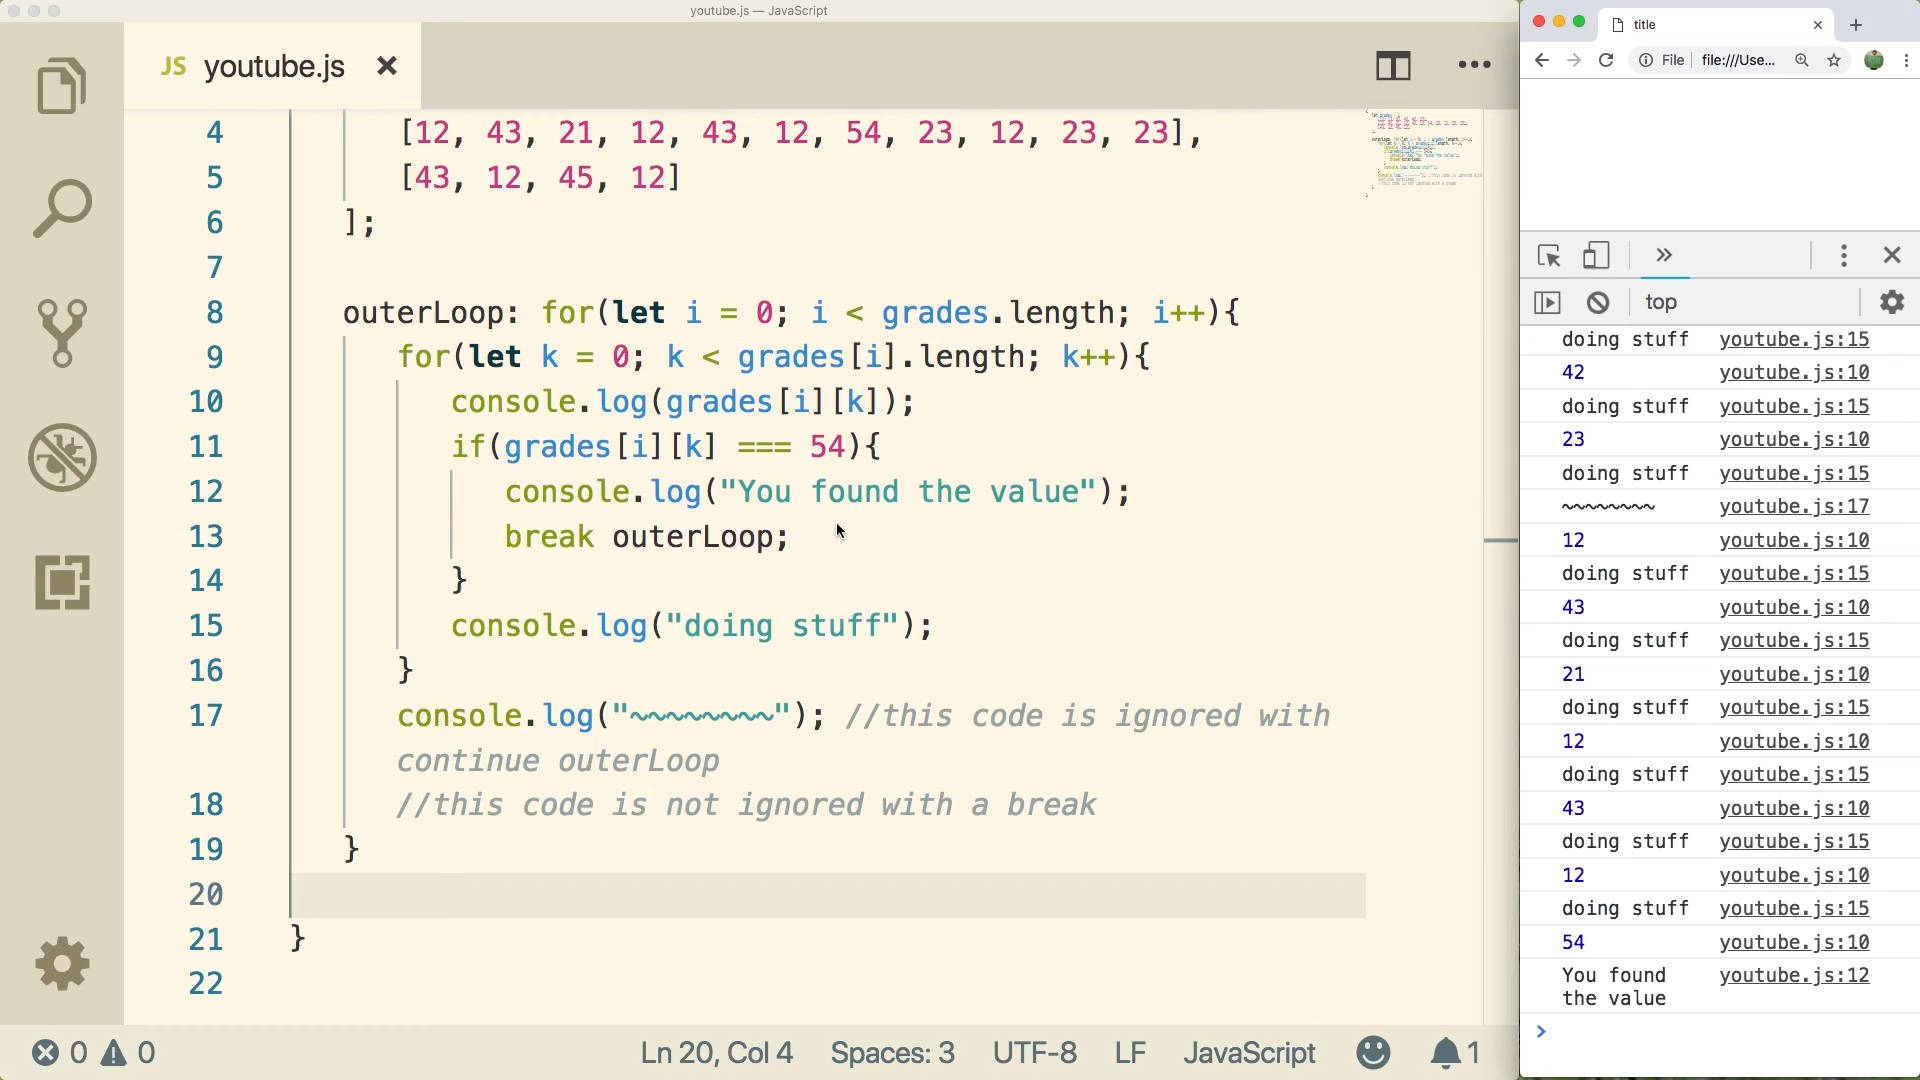 youtube.js — JavaScript
JS youtube.js
4 [12, 43, 21, 12, 43, 12, 54, 23, 12, 23, 23],
5 [43, 12, 45, 12]
6 ];
7
8 outerLoop: for(let i = 0; i < grades.length; i++){
9 for(let k = 0; k < grades[i].length; k++){
10 console.log(grades[i][k]);
11 if(grades[i][k] === 54){
12 console.log("You found the value");
13 break outerLoop;
14 }
15 console.log("doing stuff");
16 }
17 console.log("~~~~~~~~"); //this code is ignored with
continue outerLoop
18 //this code is not ignored with a break
19 }
20
21 }
22
0 0
Ln 20, Col 4 Spaces: 3 UTF-8 LF JavaScript 1
title
File file:///Use...
top
doing stuff youtube.js:15
42 youtube.js:10
doing stuff youtube.js:15
23 youtube.js:10
doing stuff youtube.js:15
~~~~~~~~ youtube.js:17
12 youtube.js:10
doing stuff youtube.js:15
43 youtube.js:10
doing stuff youtube.js:15
21 youtube.js:10
doing stuff youtube.js:15
12 youtube.js:10
doing stuff youtube.js:15
43 youtube.js:10
doing stuff youtube.js:15
12 youtube.js:10
doing stuff youtube.js:15
54 youtube.js:10
You found youtube.js:12
the value